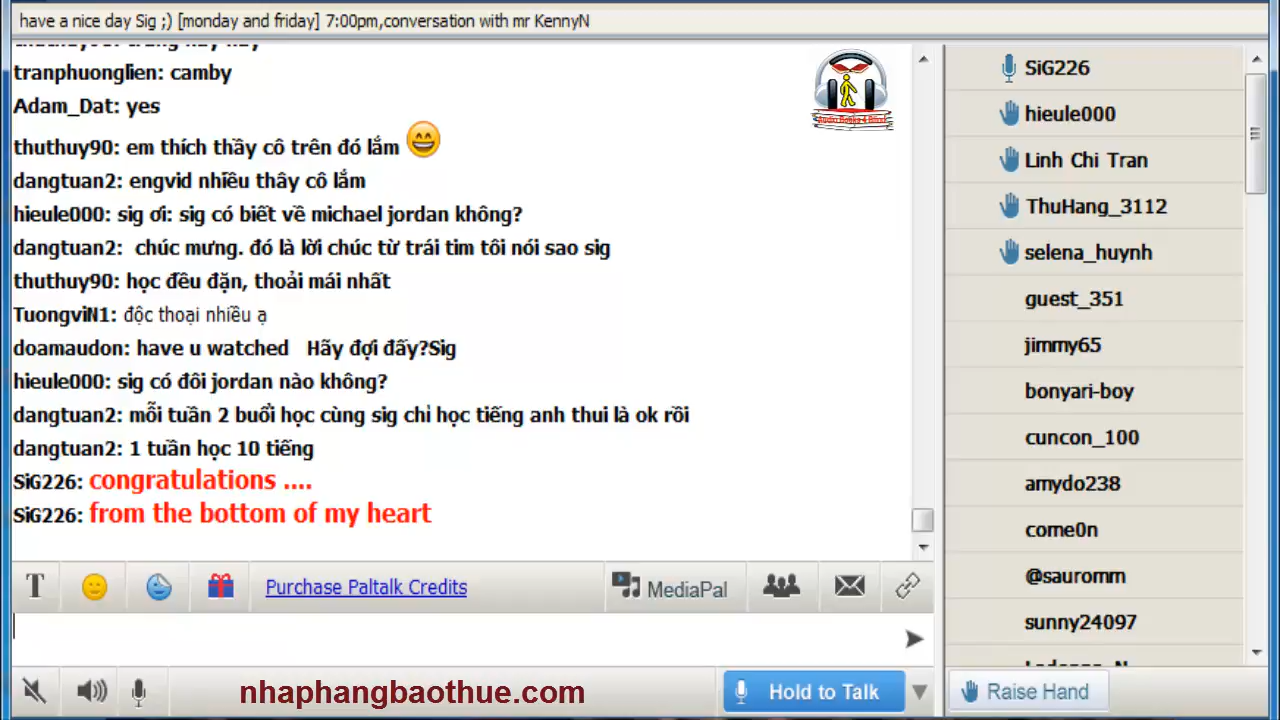 have a nice day Sig ;) [monday and friday] 7:00pm,conversation with mr KennyN
tranphuonglien: camby
Adam_Dat: yes
thuthuy90: em thích thầy cô trên đó lắm
dangtuan2: engvid nhiều thây cô lắm
hieule000: sig ơi: sig có biết về michael jordan không?
dangtuan2: chúc mưng. đó là lời chúc từ trái tim tôi nói sao sig
thuthuy90: học đều đặn, thoải mái nhất
TuongviN1: độc thoại nhiều ạ
doamaudon: have u watched Hãy đợi đấy?Sig
hieule000: sig có đôi jordan nào không?
dangtuan2: mỗi tuần 2 buổi học cùng sig chỉ học tiếng anh thui là ok rồi
dangtuan2: 1 tuần học 10 tiếng
SiG226: congratulations ....
SiG226: from the bottom of my heart
Audio Books 4 Blind
T
Purchase Paltalk Credits
MediaPal
nhaphangbaothue.com
Hold to Talk
SiG226
hieule000
Linh Chi Tran
ThuHang_3112
selena_huynh
guest_351
jimmy65
bonyari-boy
cuncon_100
amydo238
come0n
@sauromm
sunny24097
Raise Hand